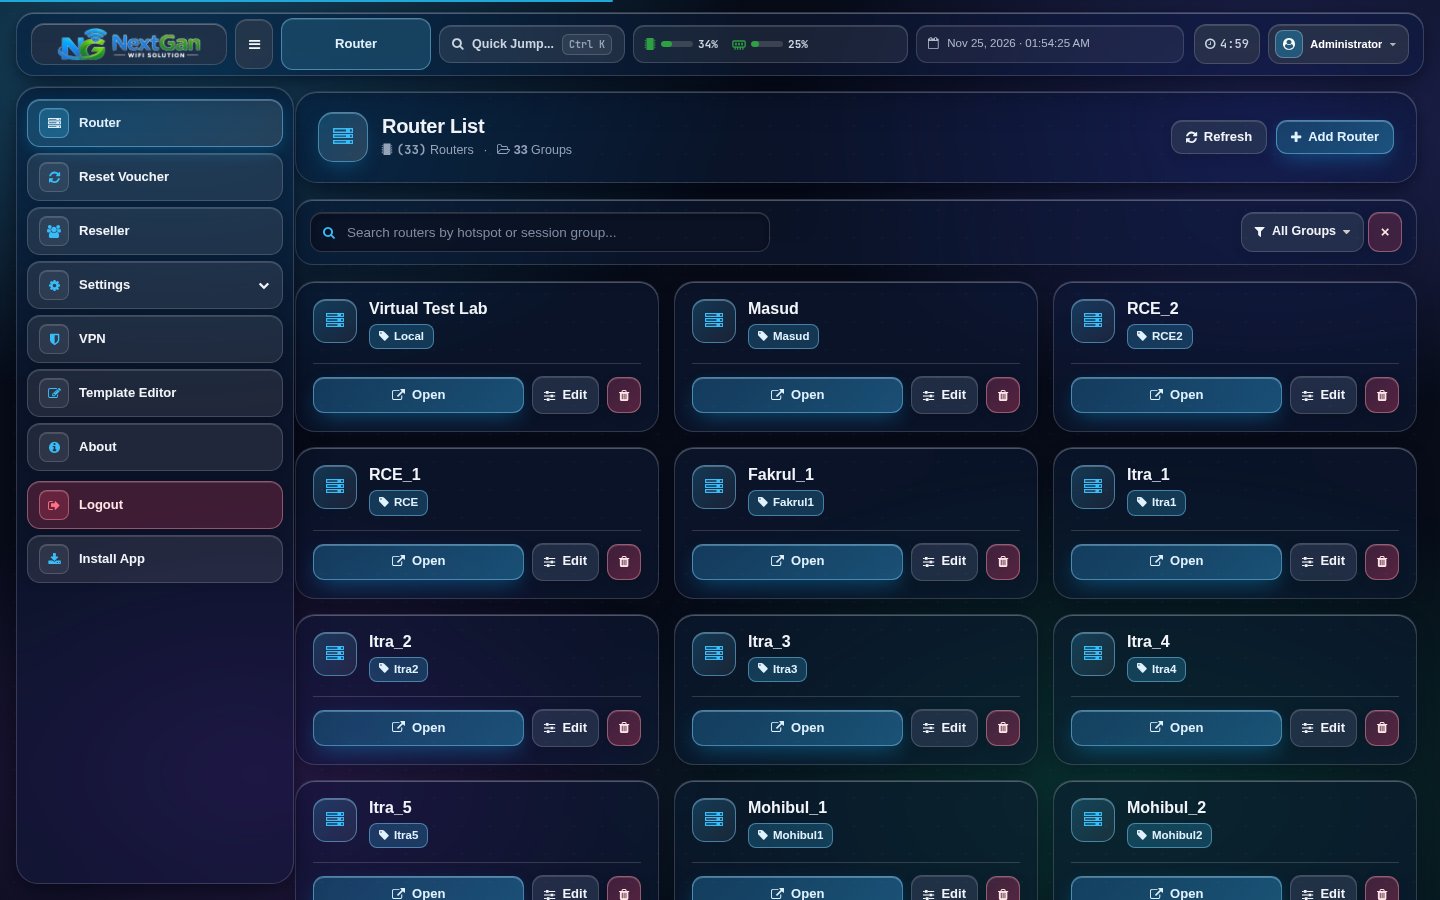 NG NextGan
WIFI SOLUTION
Router
Quick Jump... Ctrl K
34% 25%
Nov 25, 2026 · 01:54:25 AM
4:59
Administrator
Router
Reset Voucher
Reseller
Settings
VPN
Template Editor
About
Logout
Install App
Router List
(33) Routers · 33 Groups
Refresh
Add Router
Search routers by hotspot or session group...
All Groups
Virtual Test Lab
Local
Open Edit
Masud
Masud
Open Edit
RCE_2
RCE2
Open Edit
RCE_1
RCE
Open Edit
Fakrul_1
Fakrul1
Open Edit
Itra_1
Itra1
Open Edit
Itra_2
Itra2
Open Edit
Itra_3
Itra3
Open Edit
Itra_4
Itra4
Open Edit
Itra_5
Itra5
Open Edit
Mohibul_1
Mohibul1
Open Edit
Mohibul_2
Mohibul2
Open Edit